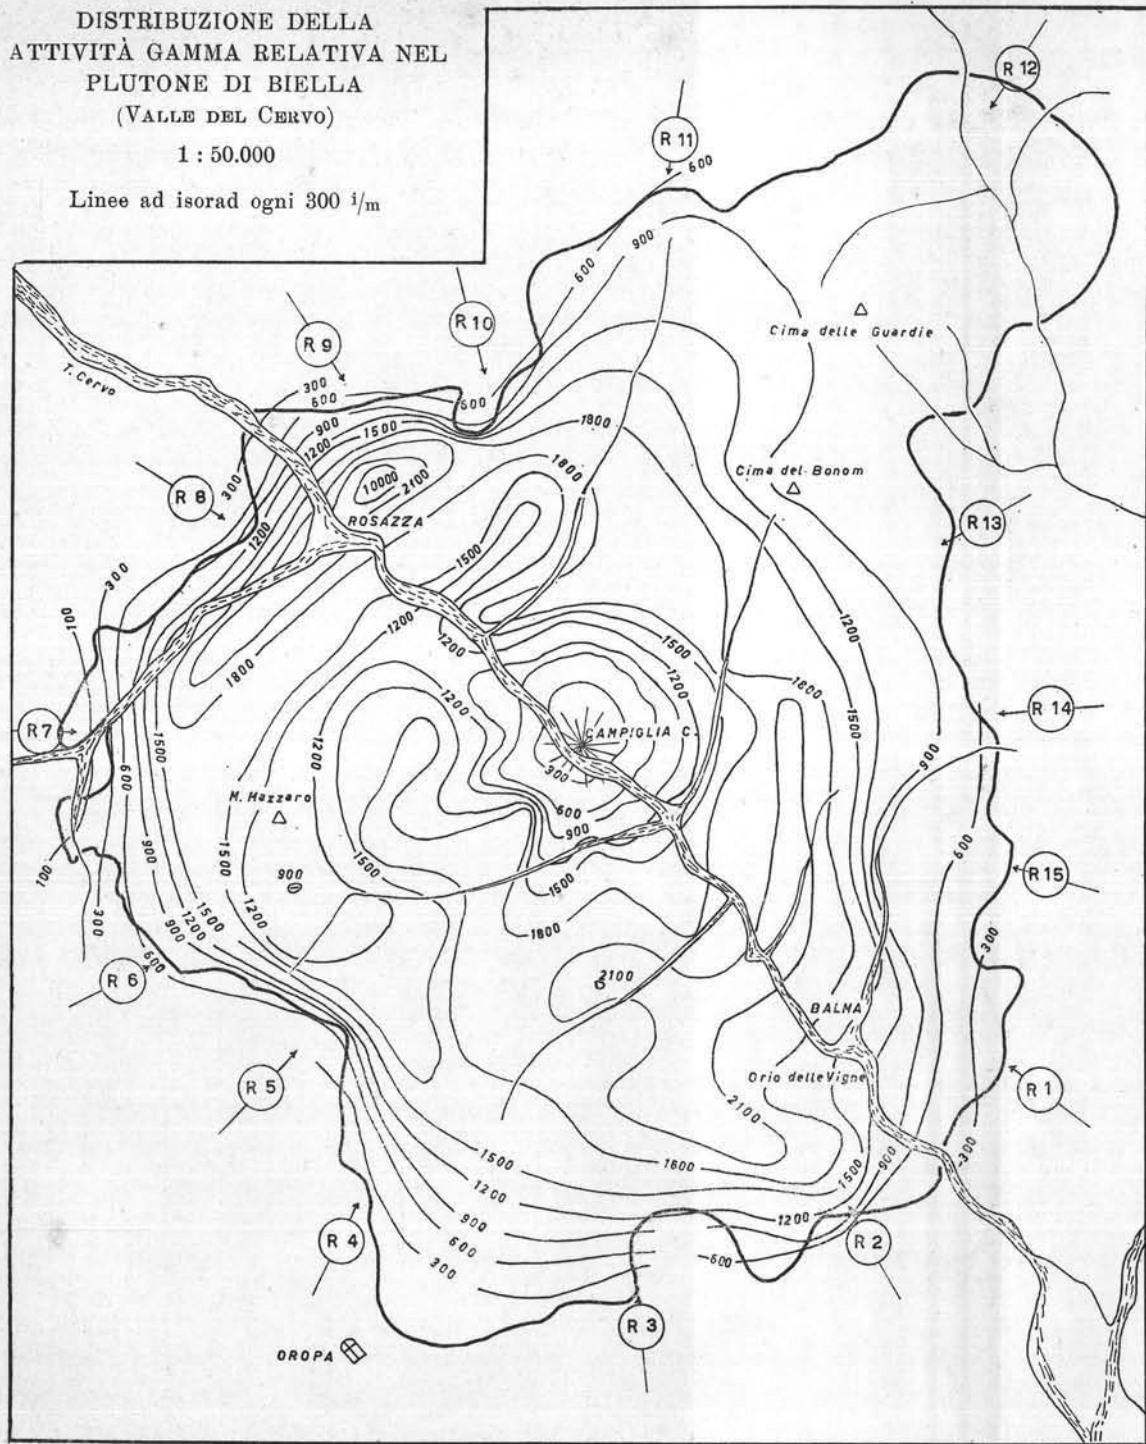 DISTRIBUZIONE DELLA
ATTIVITÀ GAMMA RELATIVA NEL
PLUTONE DI BIELLA
(VALLE DEL CERVO)
1 : 50.000
Linee ad isorad ogni 300 i/m
R 12
R 11
600
900
600
R 10
Cima delle Guardie
R 9
T. Cervo
300
600
600
900
1200
1500
1800
1800
Cima del Bonom
R 8
300
10000
2100
ROSAZZA
R 13
1200
1500
300
100
1200
1200
1500
1200
1200
1800
1800
1200
R 7
R 14
CAMPIGLIA C.
1500
1200
1500
900
300
600
M. Mazzaro
600
900
600
900
1500
1500
R 15
900
1500
100
1200
1800
300
300
1500
1200
900
R 6
600
2100
BALMA
R 5
Orio delle Vigne
R 1
2100
1500
1800
1500
900
300
1200
R 4
900
1200
R 2
600
600
300
R 3
OROPA